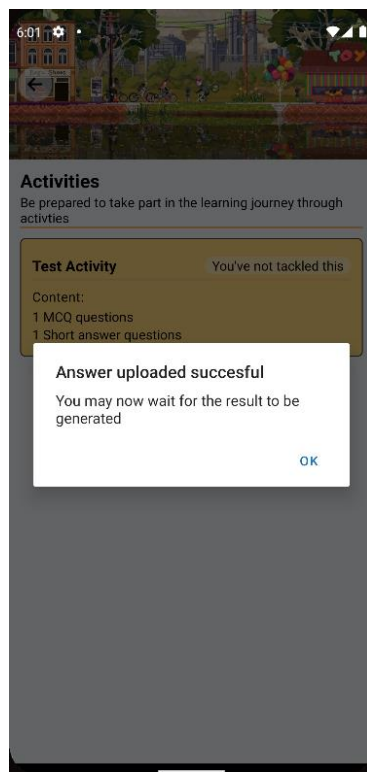 6:01
TOY
Activities
Be prepared to take part in the learning journey through
activties
Test Activity
You've not tackled this
Content:
1 MCQ questions
1 Short answer questions
Answer uploaded succesful
You may now wait for the result to be
generated
OK